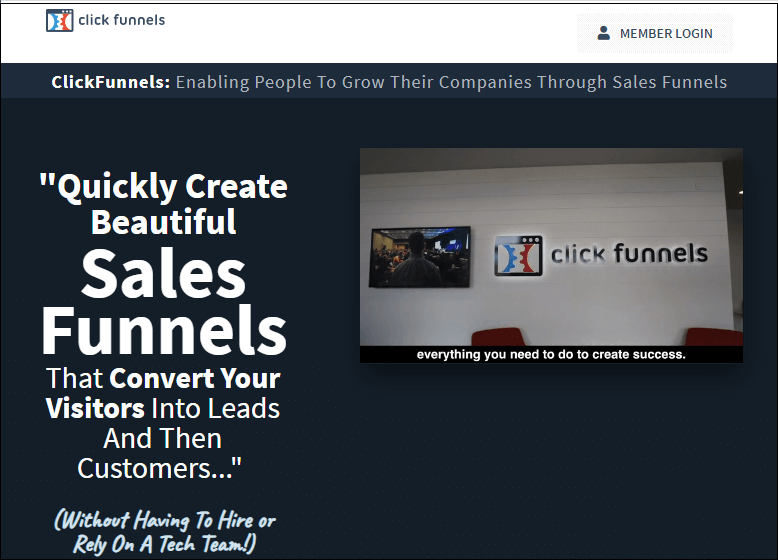 click funnels
MEMBER LOGIN
ClickFunnels: Enabling People To Grow Their Companies Through Sales Funnels
"Quickly Create
Beautiful
Sales
Funnels
That Convert Your
Visitors Into Leads
And Then
Customers..."
(Without Having To Hire or
Rely On A Tech Team!)
click funnels
everything you need to do to create success.